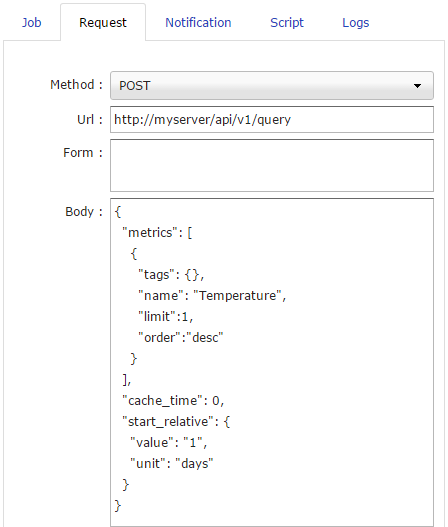 Job Request Notification Script Logs
Method : POST
Url : http://myserver/api/v1/query
Form :
Body : {
"metrics": [
{
"tags": {},
"name": "Temperature",
"limit":1,
"order":"desc"
}
],
"cache_time": 0,
"start_relative": {
"value": "1",
"unit": "days"
}
}